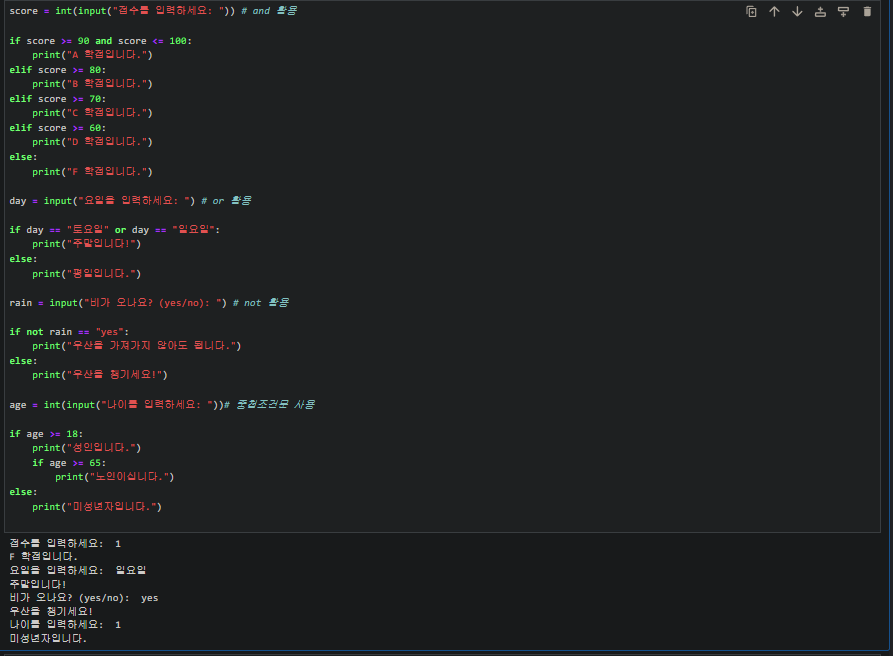 score = int(input("점수를 입력하세요: ")) # and 활용
if score >= 90 and score <= 100:
    print("A 학점입니다.")
elif score >= 80:
    print("B 학점입니다.")
elif score >= 70:
    print("C 학점입니다.")
elif score >= 60:
    print("D 학점입니다.")
else:
    print("F 학점입니다.")
day = input("요일을 입력하세요: ") # or 활용
if day == "토요일" or day == "일요일":
    print("주말입니다!")
else:
    print("평일입니다.")
rain = input("비가 오나요? (yes/no): ") # not 활용
if not rain == "yes":
    print("우산을 가져가지 않아도 됩니다.")
else:
    print("우산을 챙기세요!")
age = int(input("나이를 입력하세요: "))# 중첩조건문 사용
if age >= 18:
    print("성인입니다.")
    if age >= 65:
        print("노인이십니다.")
else:
    print("미성년자입니다.")
점수를 입력하세요:  1
F 학점입니다.
요일을 입력하세요:  일요일
주말입니다!
비가 오나요? (yes/no):  yes
우산을 챙기세요!
나이를 입력하세요:  1
미성년자입니다.